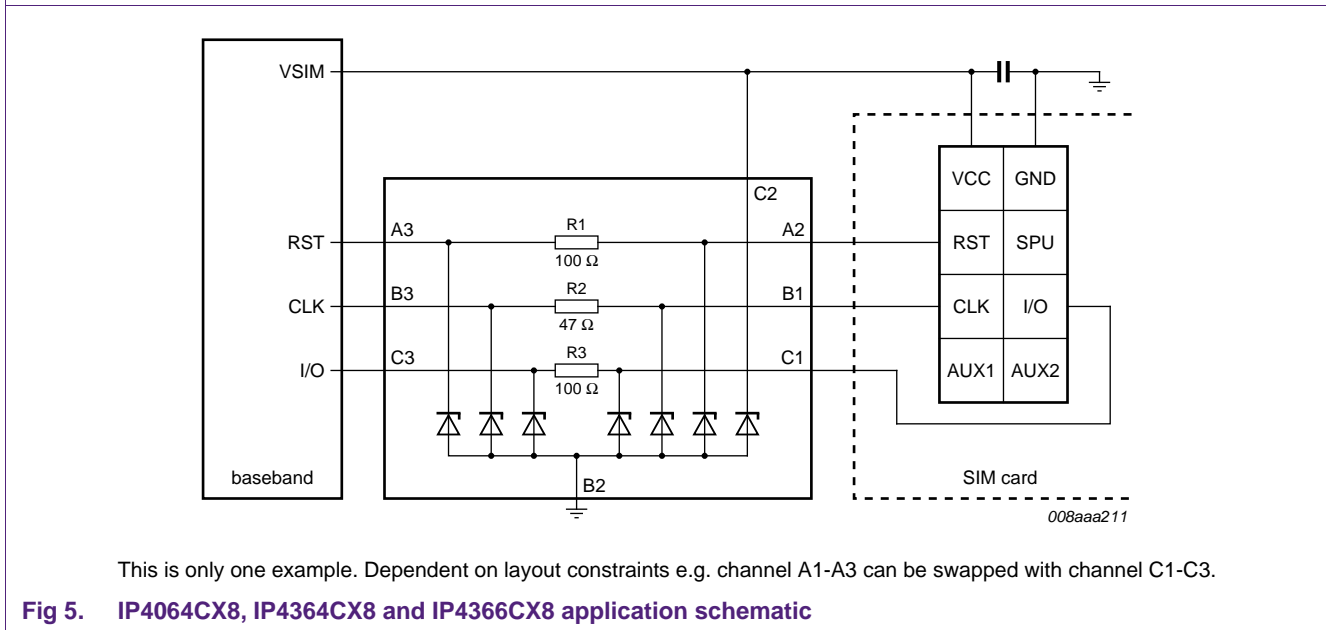 VSIM
C2
VCC GND
RST A3 R1 A2 RST SPU
100 Ω
CLK B3 R2 B1 CLK I/O
47 Ω
I/O C3 R3 C1 AUX1 AUX2
100 Ω
baseband B2 SIM card
008aaa211
This is only one example. Dependent on layout constraints e.g. channel A1-A3 can be swapped with channel C1-C3.
Fig 5. IP4064CX8, IP4364CX8 and IP4366CX8 application schematic